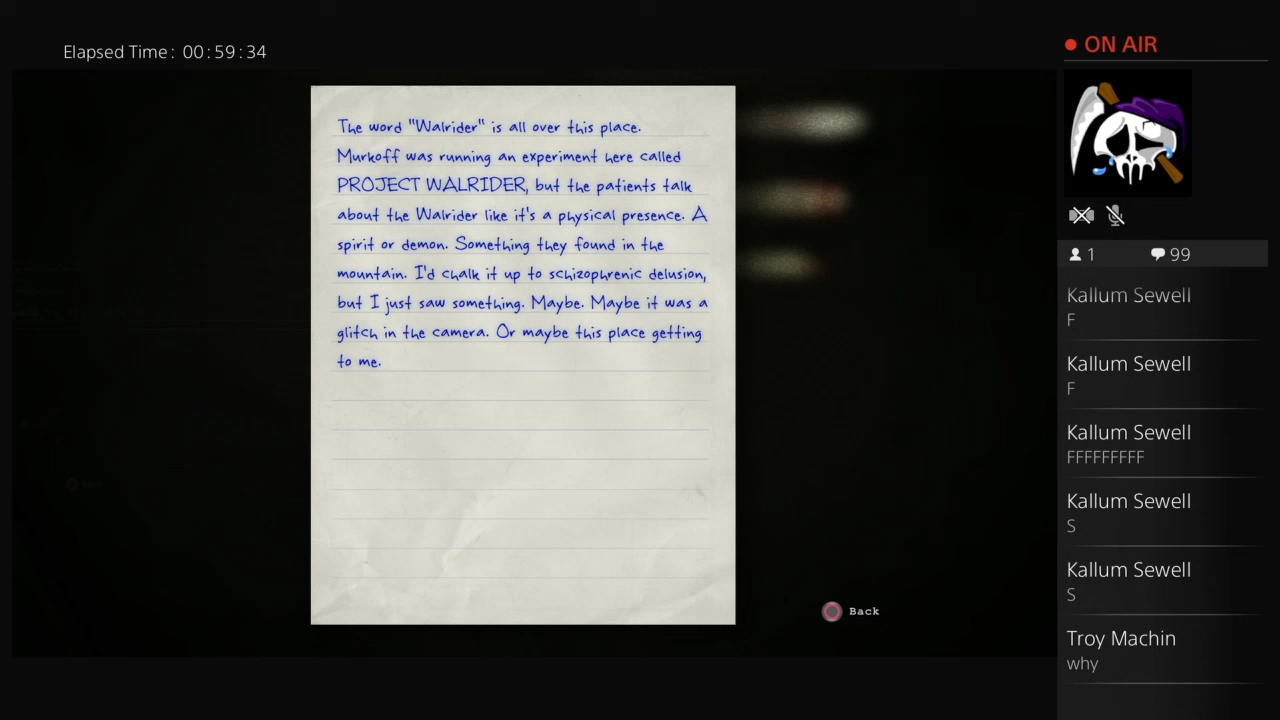 Elapsed Time: 00:59:34
The word "Walrider" is all over this place.
Murkoff was running an experiment here called
PROJECT WALRIDER, but the patients talk
about the Walrider like it's a physical presence. A
spirit or demon. Something they found in the
mountain. I'd chalk it up to schizophrenic delusion,
but I just saw something. Maybe. Maybe it was a
glitch in the camera. Or maybe this place getting
to me.
Back
ON AIR
1 99
Kallum Sewell
F
Kallum Sewell
F
Kallum Sewell
FFFFFFFFF
Kallum Sewell
S
Kallum Sewell
S
Troy Machin
why